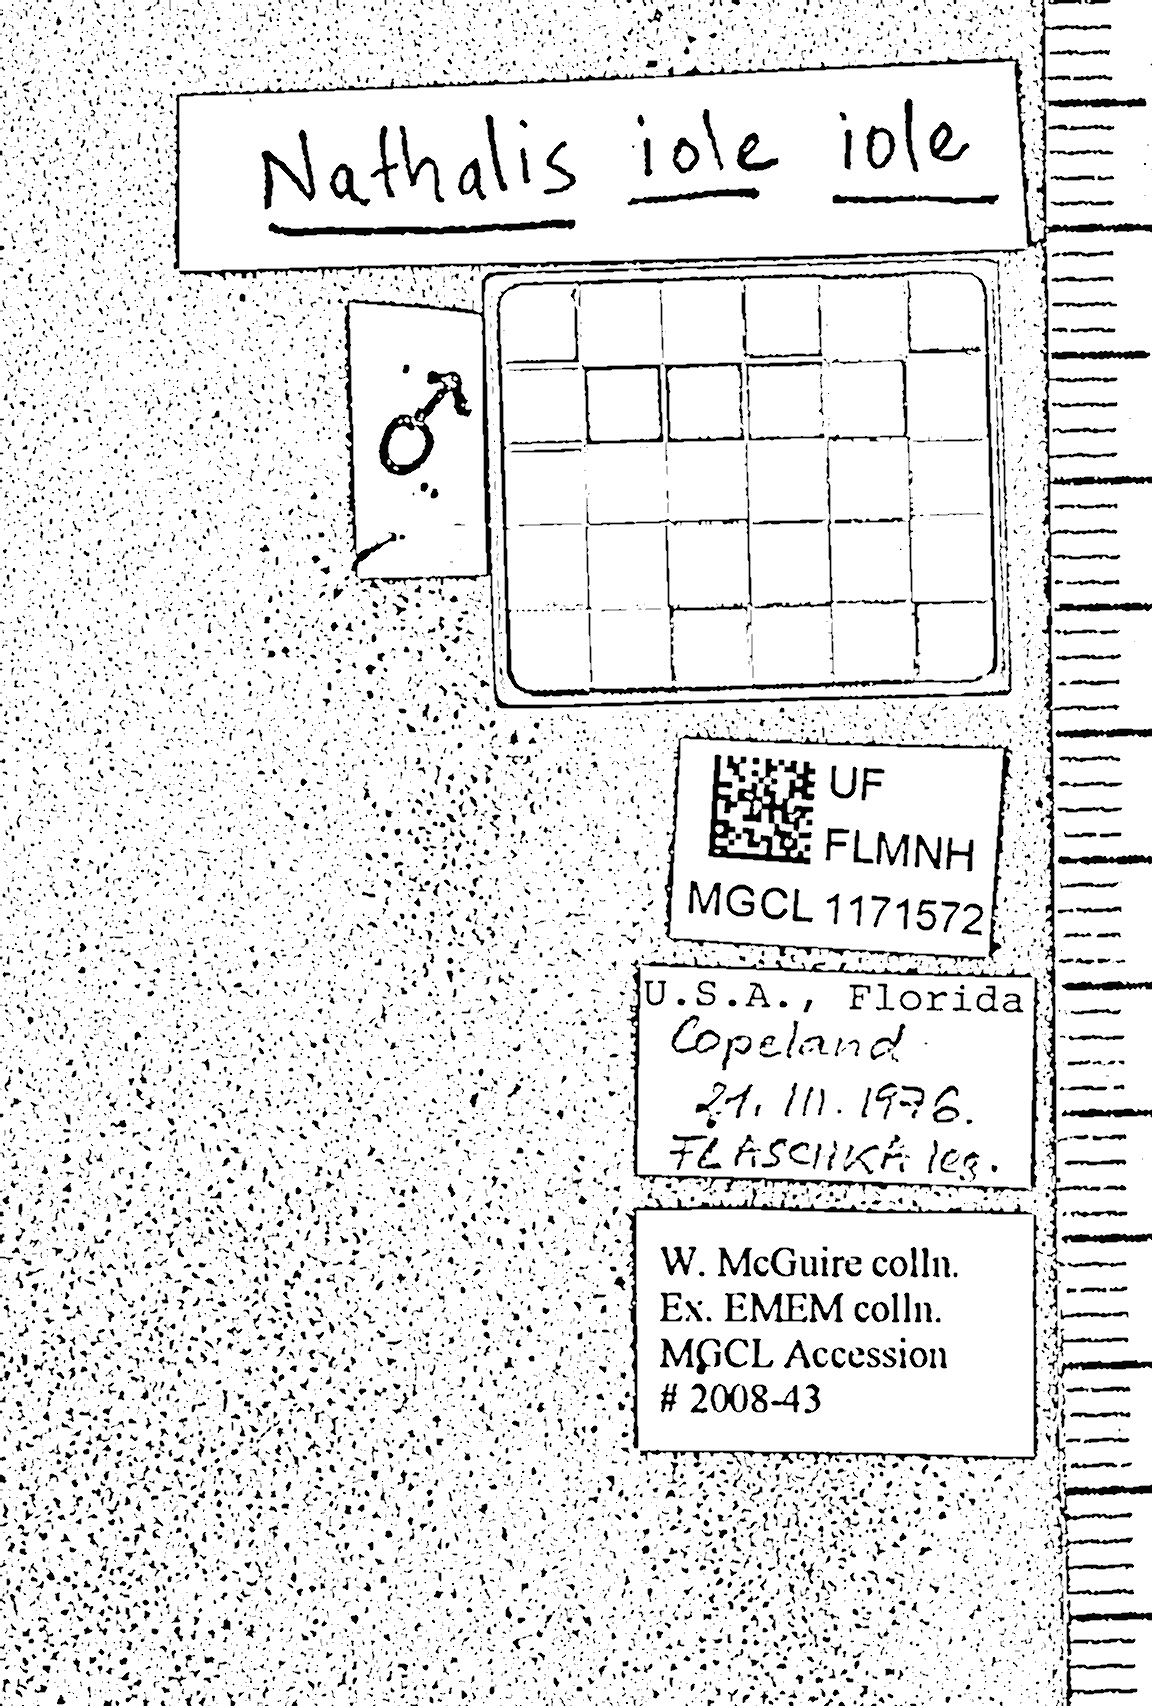 Nathalis iole iole
♂
UF
FLMNH
MGCL 1171572
U.S.A., Florida
Copeland
21. III. 1976.
FLASCHKA leg.
W. McGuire colln.
Ex. EMEM colln.
MGCL Accession
# 2008-43